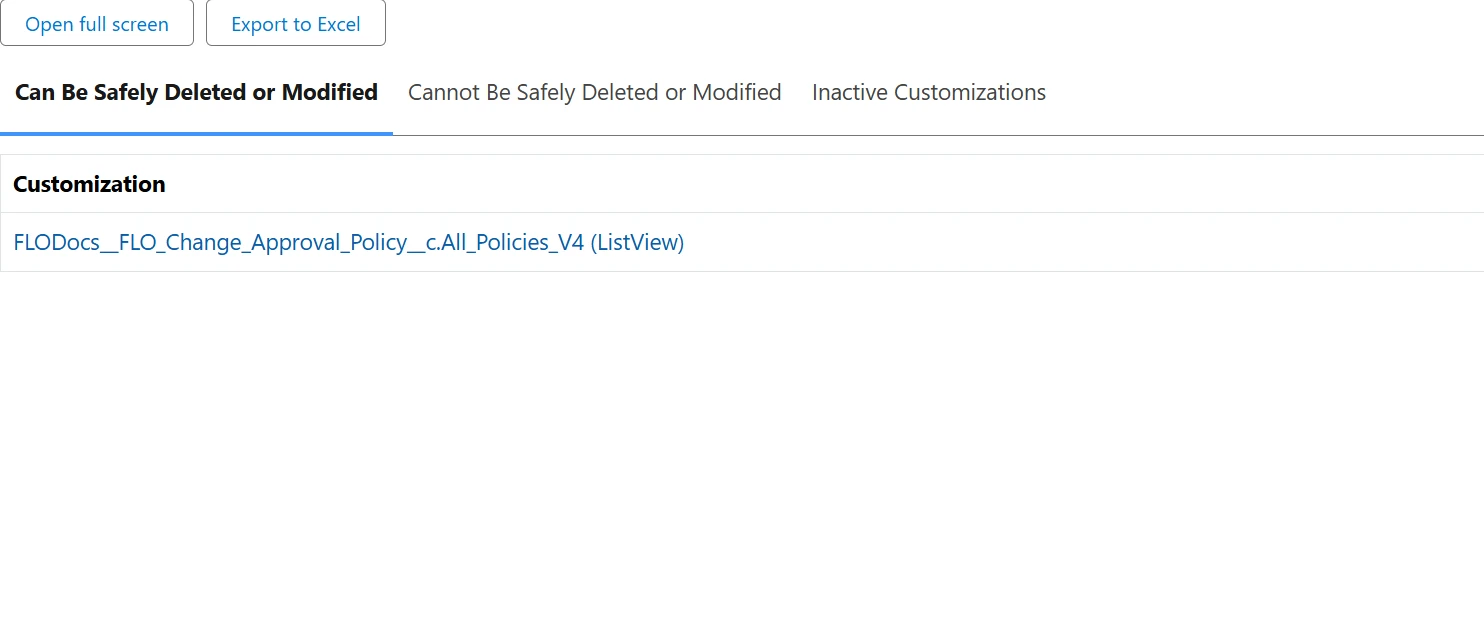 Open full screen Export to Excel
Can Be Safely Deleted or Modified Cannot Be Safely Deleted or Modified Inactive Customizations
Customization
FLODocs__FLO_Change_Approval_Policy__c.All_Policies_V4 (ListView)